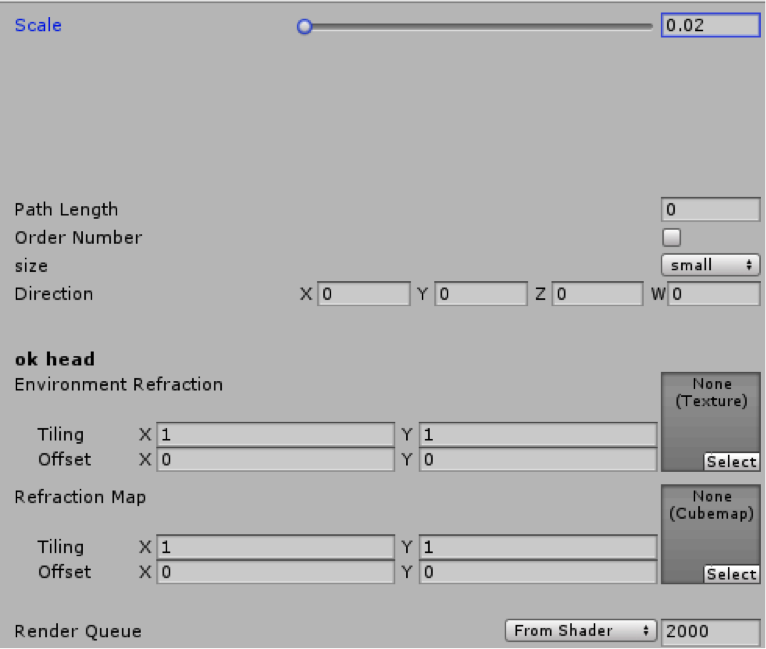 Scale 0.02
Path Length 0
Order Number
size small
Direction X 0 Y 0 Z 0 W 0
ok head
Environment Refraction None
(Texture)
Tiling X 1 Y 1
Offset X 0 Y 0 Select
Refraction Map None
(Cubemap)
Tiling X 1 Y 1
Offset X 0 Y 0 Select
Render Queue From Shader 2000